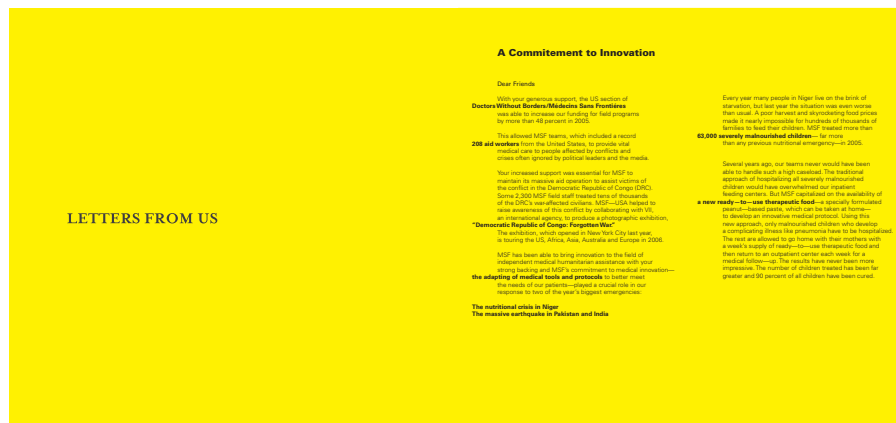 LETTERS FROM US
A Commitement to Innovation
Dear Friends
With your generous support, the US section of
Doctors Without Borders/Médecins Sans Frontières
was able to increase our funding for field programs
by more than 48 percent in 2005.
This allowed MSF teams, which included a record
208 aid workers from the United States, to provide vital
medical care to people affected by conflicts and
crises often ignored by political leaders and the media.
Your increased support was essential for MSF to
maintain its massive aid operation to assist victims of
the conflict in the Democratic Republic of Congo (DRC).
Some 2,300 MSF field staff treated tens of thousands
of the DRC's war-affected civilians. MSF—USA helped to
raise awareness of this conflict by collaborating with VII,
an international agency, to produce a photographic exhibition,
"Democratic Republic of Congo: Forgotten War."
The exhibition, which opened in New York City last year,
is touring the US, Africa, Asia, Australia and Europe in 2006.
MSF has been able to bring innovation to the field of
independent medical humanitarian assistance with your
strong backing and MSF's commitment to medical innovation—
the adapting of medical tools and protocols to better meet
the needs of our patients—played a crucial role in our
response to two of the year's biggest emergencies:
The nutritional crisis in Niger
The massive earthquake in Pakistan and India
Every year many people in Niger live on the brink of
starvation, but last year the situation was even worse
than usual. A poor harvest and skyrocketing food prices
made it nearly impossible for hundreds of thousands of
families to feed their children. MSF treated more than
63,000 severely malnourished children— far more
than any previous nutritional emergency—in 2005.
Several years ago, our teams never would have been
able to handle such a high caseload. The traditional
approach of hospitalizing all severely malnourished
children would have overwhelmed our inpatient
feeding centers. But MSF capitalized on the availability of
a new ready—to—use therapeutic food—a specially formulated
peanut—based paste, which can be taken at home—
to develop an innovative medical protocol. Using this
new approach, only malnourished children who develop
a complicating illness like pneumonia have to be hospitalized.
The rest are allowed to go home with their mothers with
a week's supply of ready—to—use therapeutic food and
then return to an outpatient center each week for a
medical follow—up. The results have never been more
impressive. The number of children treated has been far
greater and 90 percent of all children have been cured.